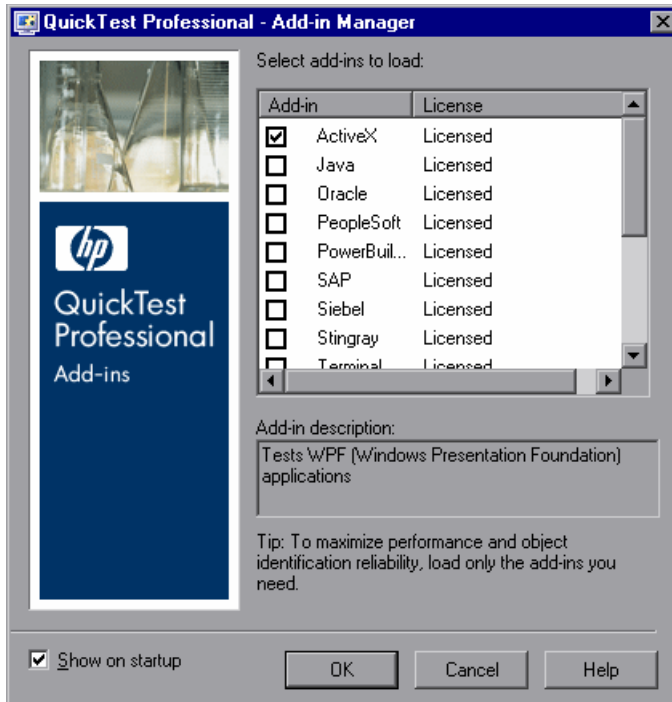 QuickTest Professional - Add-in Manager
Select add-ins to load:
Add-in License
ActiveX Licensed
Java Licensed
Oracle Licensed
PeopleSoft Licensed
PowerBuil... Licensed
SAP Licensed
Siebel Licensed
Stingray Licensed
Terminal Licensed
hp
QuickTest
Professional
Add-ins
Add-in description:
Tests WPF (Windows Presentation Foundation)
applications
Tip: To maximize performance and object
identification reliability, load only the add-ins you
need.
Show on startup
OK Cancel Help